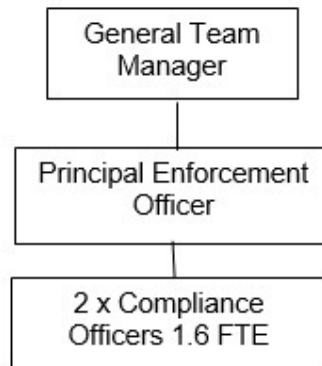 General Team
Manager
Principal Enforcement
Officer
2 x Compliance
Officers 1.6 FTE